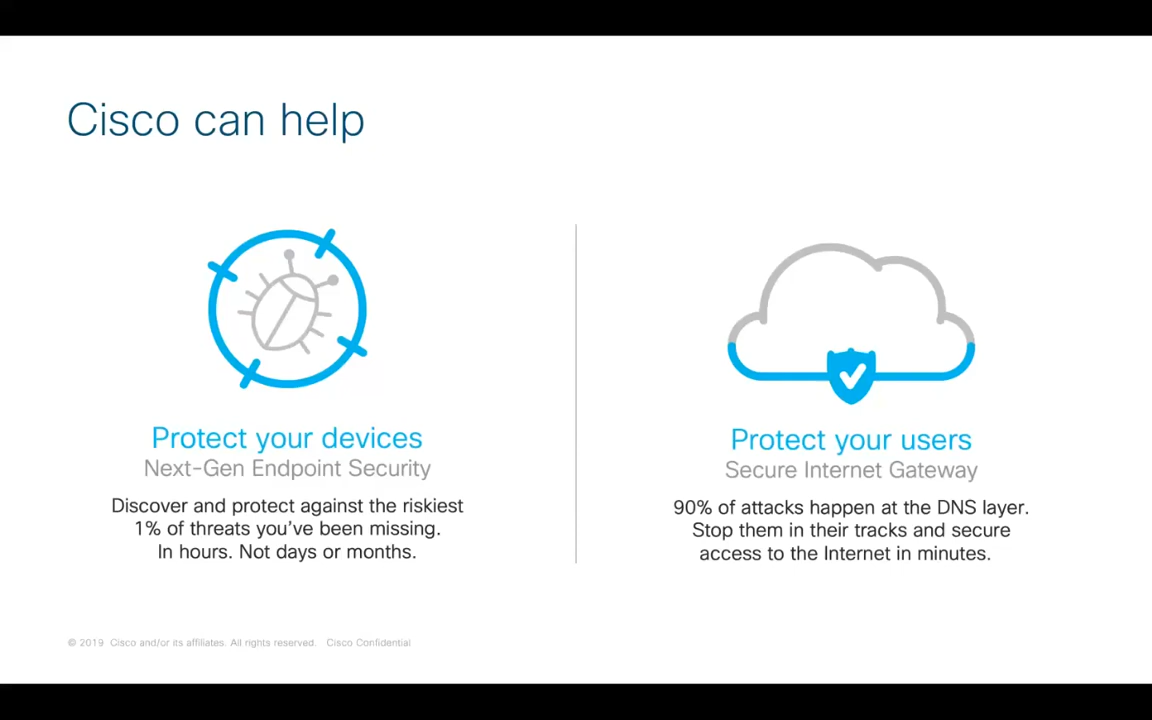 Cisco can help
Protect your devices
Next-Gen Endpoint Security
Discover and protect against the riskiest
1% of threats you've been missing.
In hours. Not days or months.
Protect your users
Secure Internet Gateway
90% of attacks happen at the DNS layer.
Stop them in their tracks and secure
access to the Internet in minutes.
© 2019 Cisco and/or its affiliates. All rights reserved. Cisco Confidential